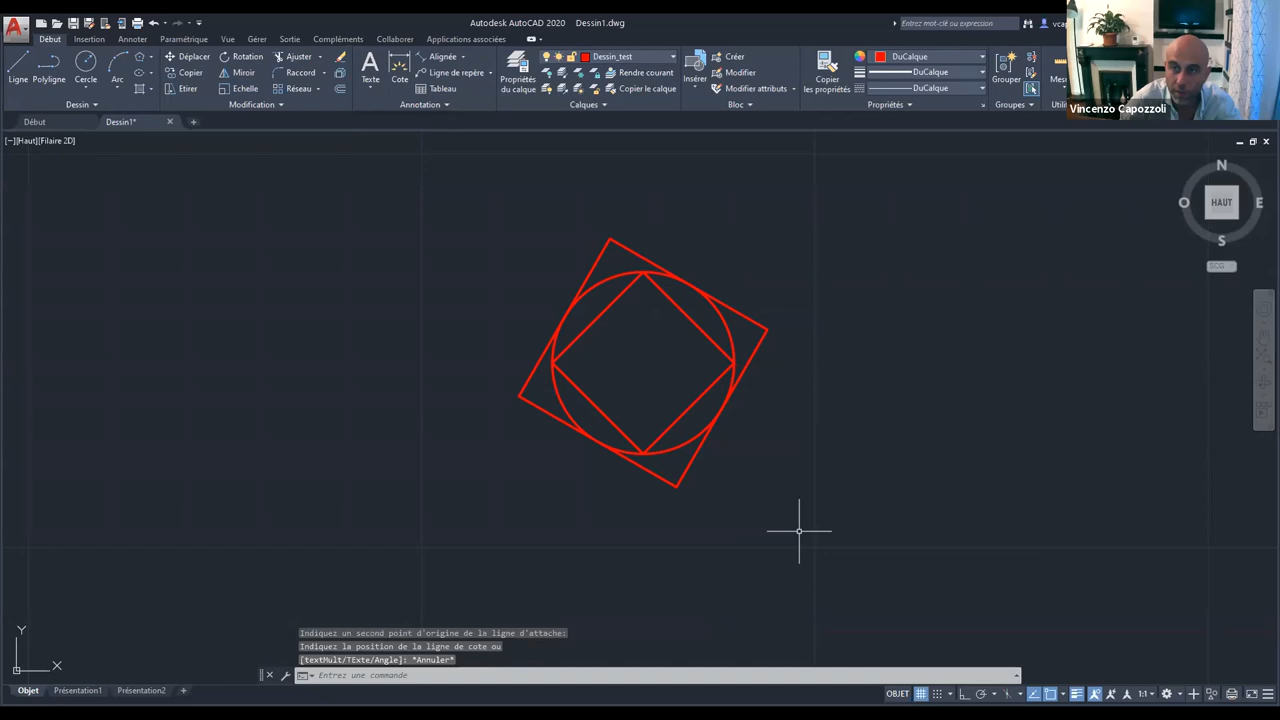 Autodesk AutoCAD 2020 Dessin1.dwg
Entrez mot-clé ou expression
Début Insertion Annoter Paramétrique Vue Gérer Sortie Compléments Collaborer Applications associées
Ligne Polyligne Cercle Arc
Déplacer Rotation Ajuster
Copier Miroir Raccord
Etirer Echelle Réseau
Texte Cote
Alignée
Ligne de repère
Tableau
Propriétés du calque
Dessin_test
Rendre courant
Copier le calque
Insérer
Créer
Modifier
Modifier attributs
Copier les propriétés
DuCalque
DuCalque
DuCalque
Grouper
Dessin Modification Annotation Calques Bloc Propriétés Groupes
Vincenzo Capozzoli
Début Dessin1*
[−][Haut][Filaire 2D]
N
O HAUT E
S
SCG
Indiquez un second point d'origine de la ligne d'attache:
Indiquez la position de la ligne de cote ou
[textMult/TExte/Angle]: *Annuler*
Entrez une commande
Y
X
Objet Présentation1 Présentation2
OBJET 1:1